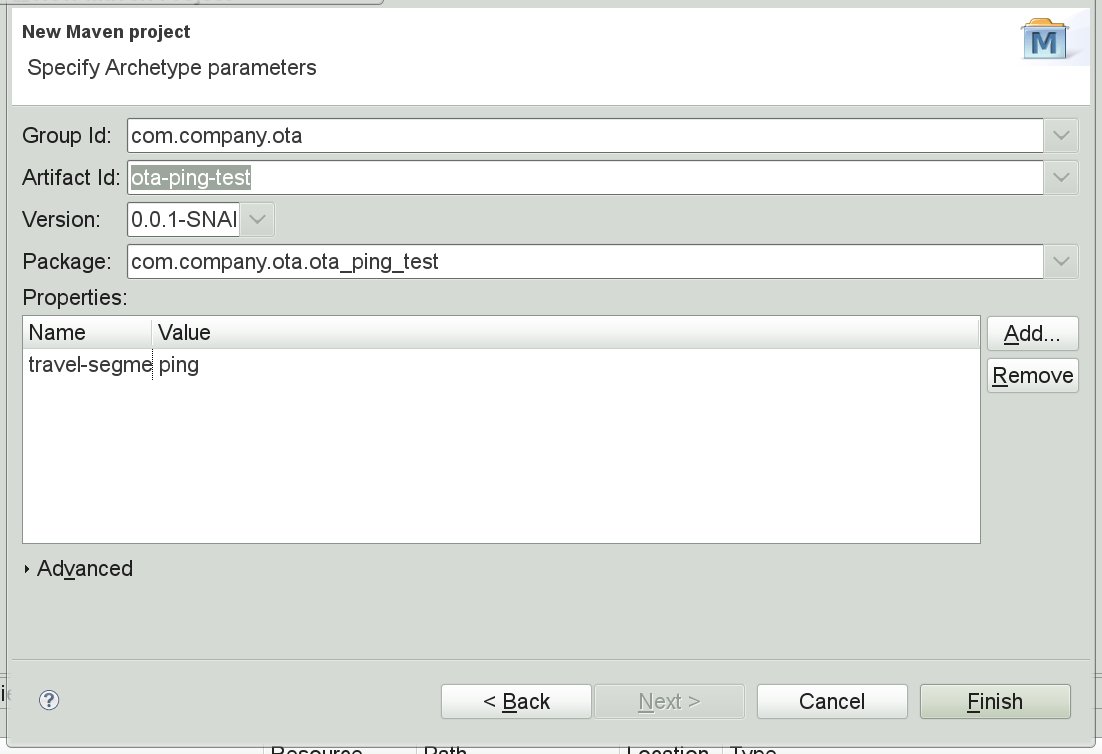 New Maven project
Specify Archetype parameters
M
Group Id: com.company.ota
Artifact Id: ota-ping-test
Version: 0.0.1-SNAI
Package: com.company.ota.ota_ping_test
Properties:
Name Value
travel-segme ping
Add...
Remove
Advanced
? < Back Next > Cancel Finish
Resource Path Location Type